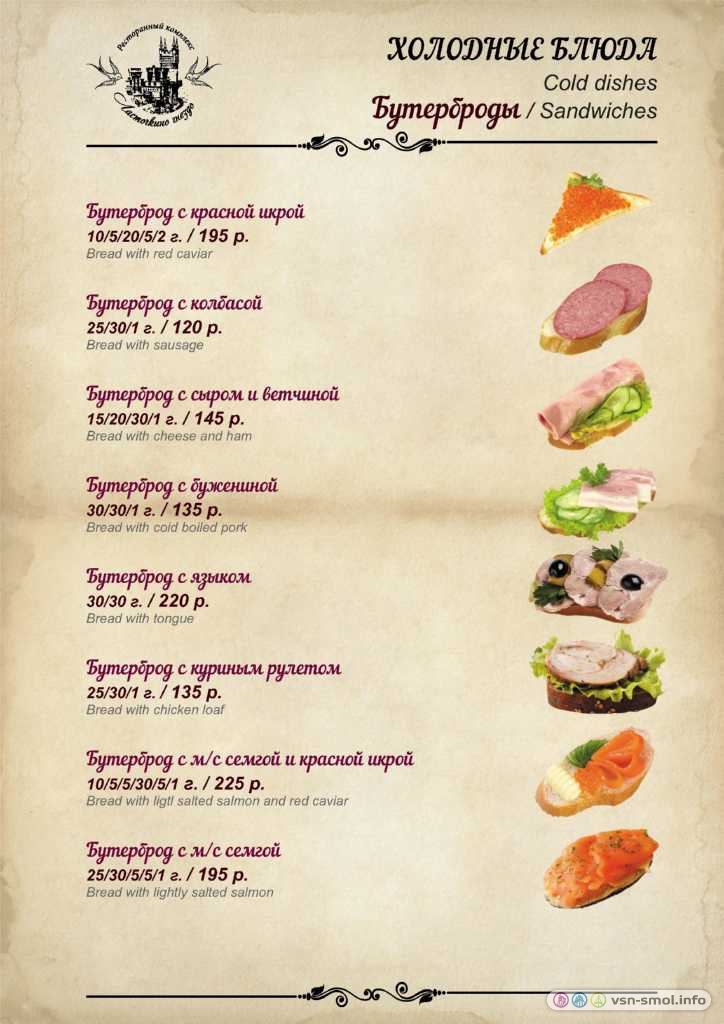 Ресторанный комплекс
Ласточкино гнездо
ХОЛОДНЫЕ БЛЮДА
Cold dishes
Бутерброды / Sandwiches
Бутерброд с красной икрой
10/5/20/5/2 г. / 195 р.
Bread with red caviar
Бутерброд с колбасой
25/30/1 г. / 120 р.
Bread with sausage
Бутерброд с сыром и ветчиной
15/20/30/1 г. / 145 р.
Bread with cheese and ham
Бутерброд с бужениной
30/30/1 г. / 135 р.
Bread with cold boiled pork
Бутерброд с языком
30/30 г. / 220 р.
Bread with tongue
Бутерброд с куриным рулетом
25/30/1 г. / 135 р.
Bread with chicken loaf
Бутерброд с м/с семгой и красной икрой
10/5/5/30/5/1 г. / 225 р.
Bread with ligtl salted salmon and red caviar
Бутерброд с м/с семгой
25/30/5/5/1 г. / 195 р.
Bread with lightly salted salmon
vsn-smol.info